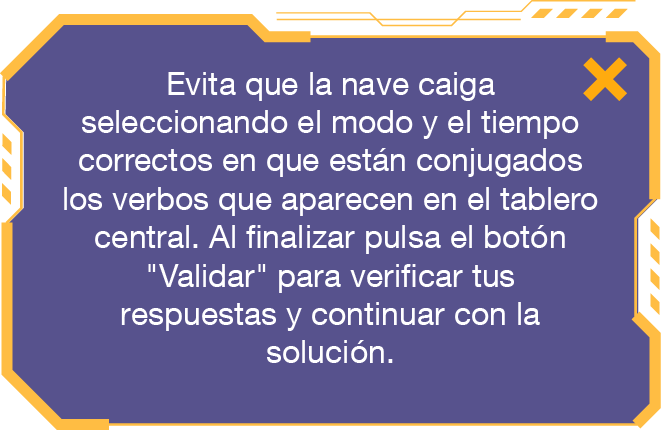 Evita que la nave caiga
seleccionando el modo y el tiempo
correctos en que están conjugados
los verbos que aparecen en el tablero
central. Al finalizar pulsa el botón
"Validar" para verificar tus
respuestas y continuar con la
solución.